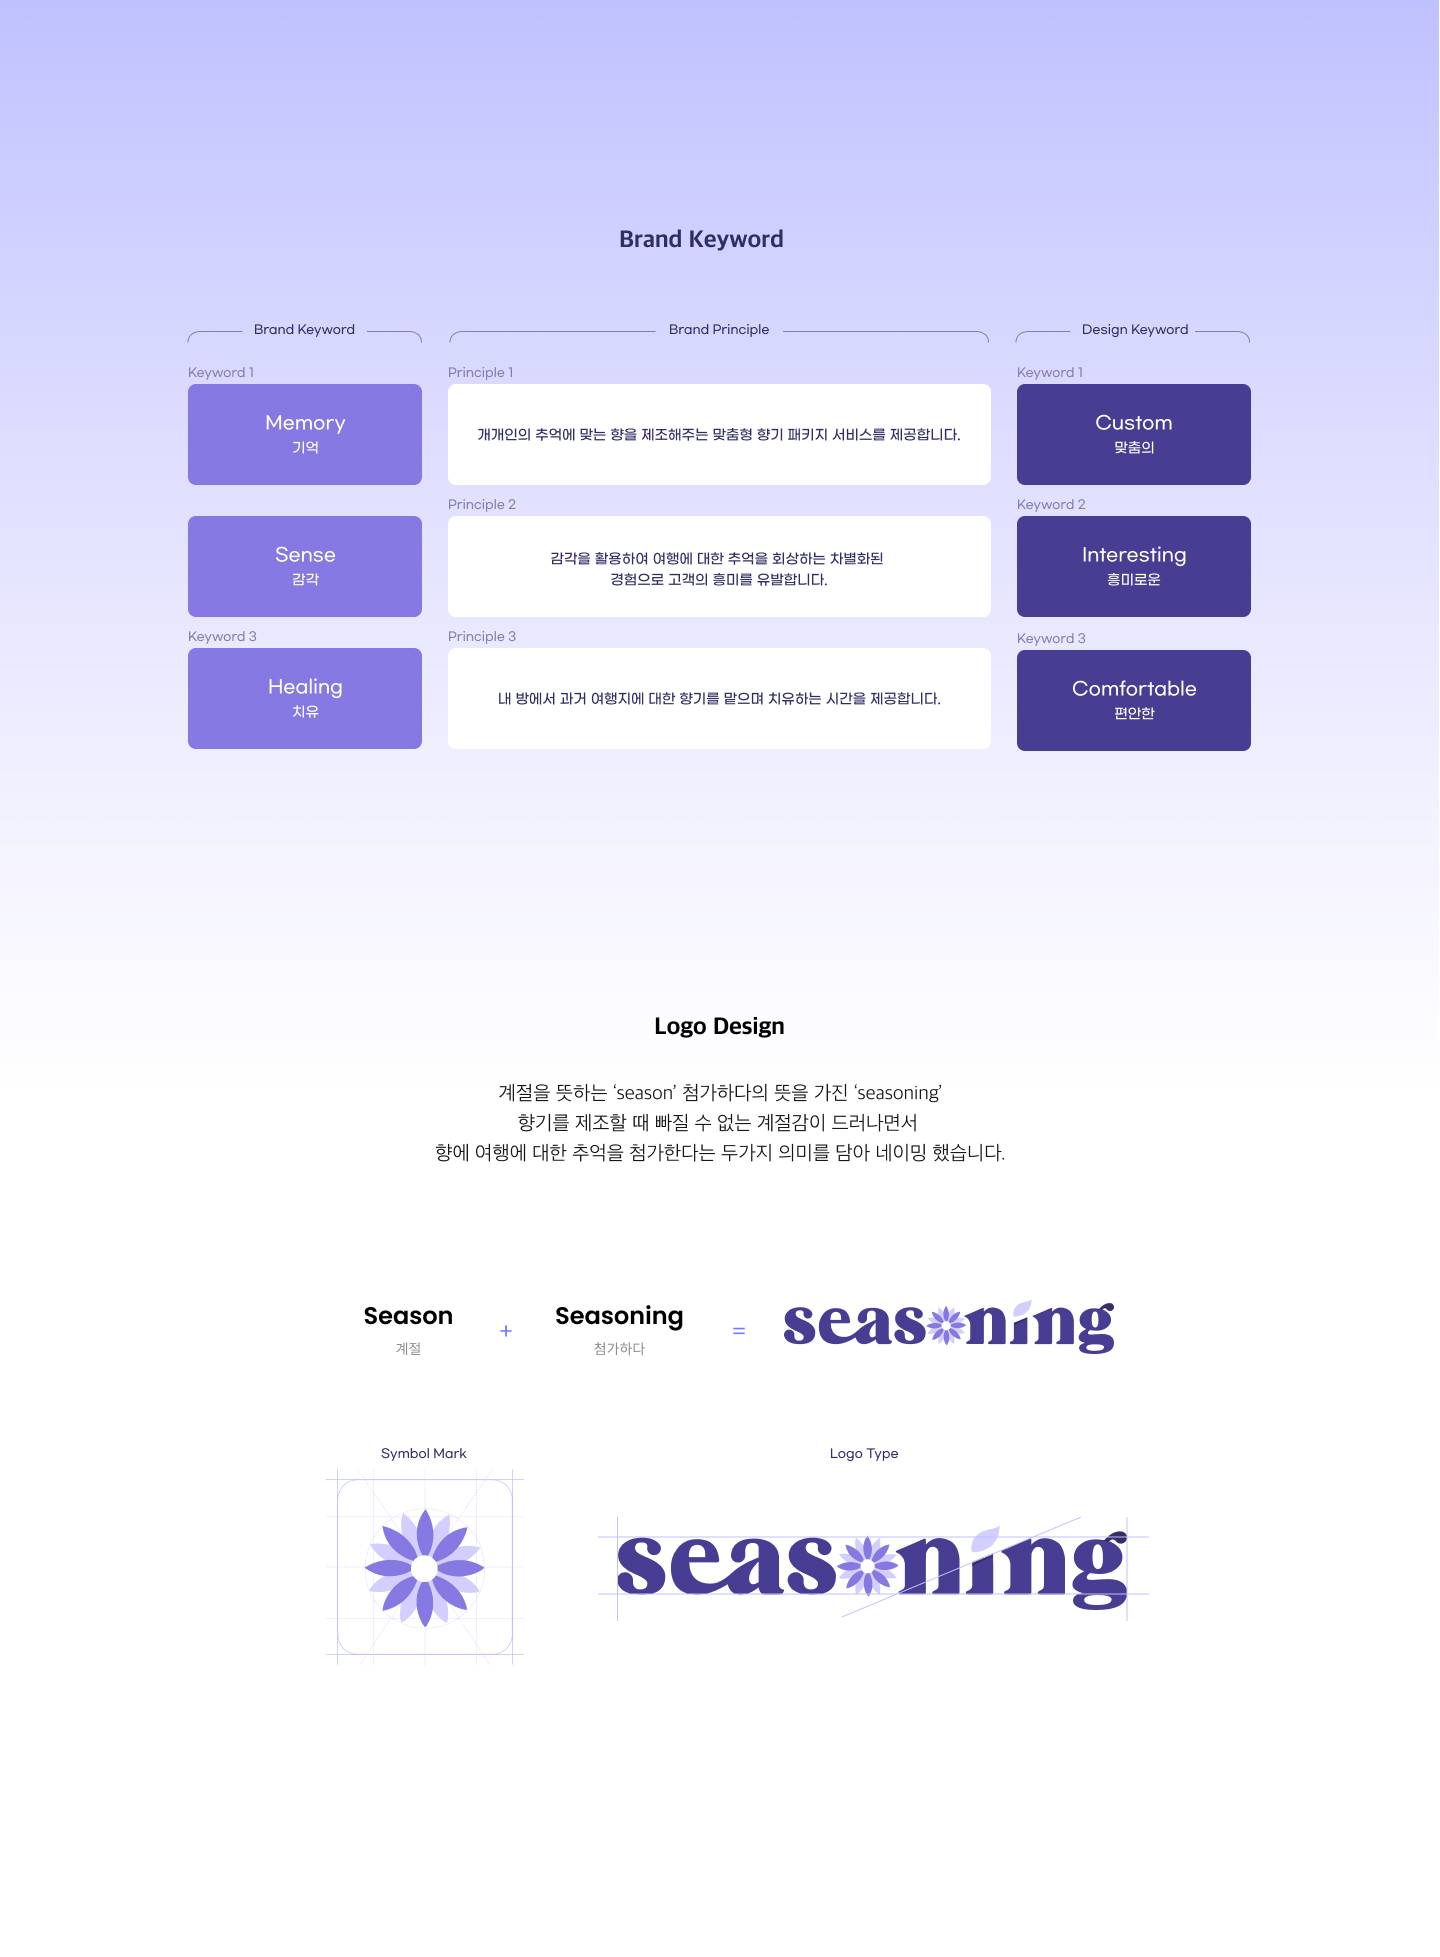 Brand Keyword
Brand Keyword
Brand Principle
Design Keyword
Keyword 1
Principle 1
Keyword 1
Memory
기억
개개인의 추억에 맞는 향을 제조해주는 맞춤형 향기 패키지 서비스를 제공합니다.
Custom
맞춤의
Principle 2
Keyword 2
Sense
감각
감각을 활용하여 여행에 대한 추억을 회상하는 차별화된
경험으로 고객의 흥미를 유발합니다.
Interesting
흥미로운
Keyword 3
Principle 3
Keyword 3
Healing
치유
내 방에서 과거 여행지에 대한 향기를 맡으며 치유하는 시간을 제공합니다.
Comfortable
편안한
Logo Design
계절을 뜻하는 ‘season’ 첨가하다의 뜻을 가진 ‘seasoning’
향기를 제조할 때 빠질 수 없는 계절감이 드러나면서
향에 여행에 대한 추억을 첨가한다는 두가지 의미를 담아 네이밍 했습니다.
Season
계절
+
Seasoning
첨가하다
=
seasoning
Symbol Mark
Logo Type
seasoning